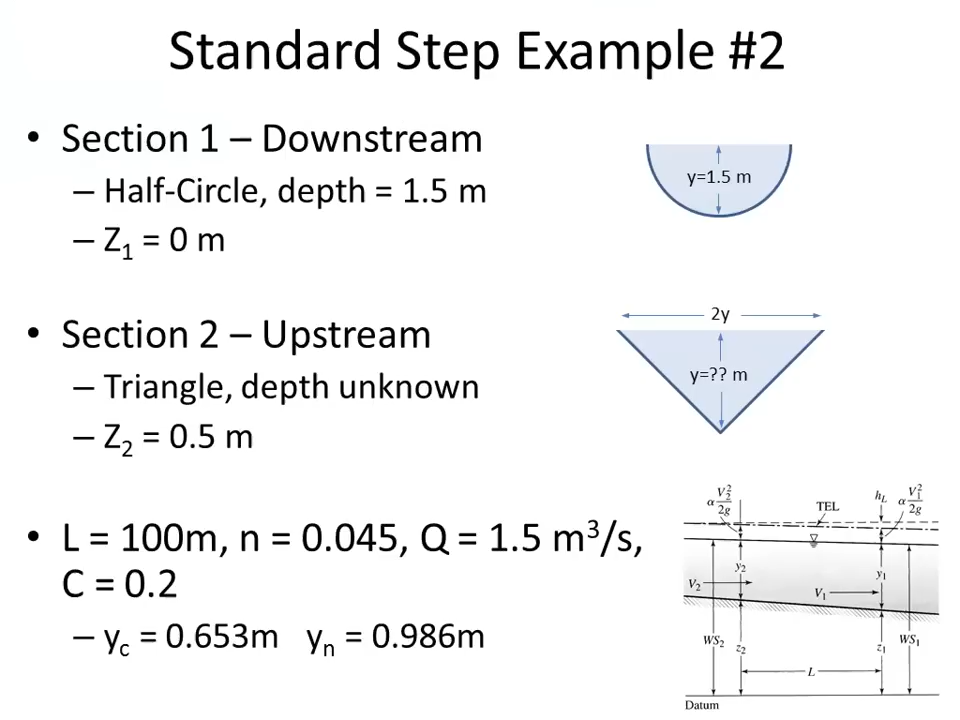 Standard Step Example #2
• Section 1 – Downstream
– Half-Circle, depth = 1.5 m
– Z₁ = 0 m
y=1.5 m
• Section 2 – Upstream
– Triangle, depth unknown
– Z₂ = 0.5 m
2y
y=?? m
• L = 100m, n = 0.045, Q = 1.5 m³/s,
C = 0.2
– y꜀ = 0.653m yₙ = 0.986m
α V₂²/2g
TEL
h_L
α V₁²/2g
y₂
y₁
V₂
V₁
WS₂
z₂
z₁
WS₁
L
Datum